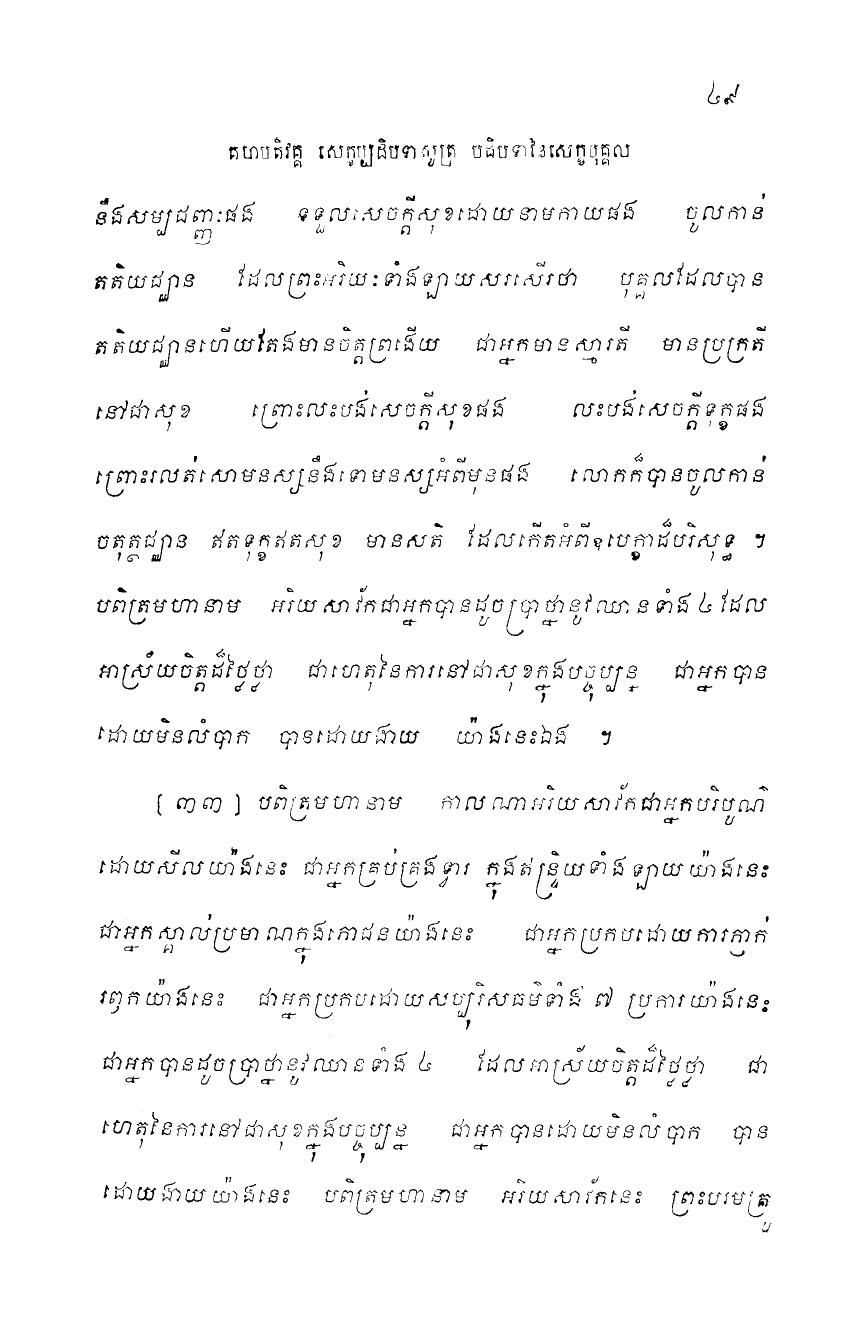 ៤៩
គហបតិវគ្គ សេក្ខប្បដិបទាសូត្រ បដិបទានៃសេក្ខបុគ្គល
នឹងសម្បជញ្ញៈផង ទទួលសេចក្តីសុខដោយនាមកាយផង ចូលកាន់
តតិយជ្ឈាន ដែលព្រះអរិយៈទាំងឡាយសរសើរថា បុគ្គលដែលបាន
តតិយជ្ឈានហើយតែងមានចិត្តព្រងើយ ជាអ្នកមានស្មារតី មានប្រក្រតី
នៅជាសុខ ព្រោះលះបង់សេចក្តីសុខផង លះបង់សេចក្តីទុក្ខផង
ព្រោះរលត់សោមនស្សនឹងទោមនស្សអំពីមុនផង លោកក៏បានចូលកាន់
ចតុត្ថជ្ឈាន ឥតទុក្ខឥតសុខ មានសតិ ដែលកើតអំពីឧបេក្ខាដ៏បរិសុទ្ធ ។
បពិត្រមហានាម អរិយសាវ័កជាអ្នកបានដូចប្រាថ្នានូវឈានទាំង ៤ ដែល
អាស្រ័យចិត្តដ៏ថ្លៃថ្លា ជាហេតុនៃការនៅជាសុខក្នុងបច្ចុប្បន្ន ជាអ្នកបាន
ដោយមិនលំបាក បានដោយងាយ យ៉ាងនេះឯង ។
[ ៣៣ ] បពិត្រមហានាម កាលណាអរិយសាវ័កជាអ្នកបរិបូណ៌
ដោយសីលយ៉ាងនេះ ជាអ្នកគ្រប់គ្រងទ្វារ ក្នុងឥន្ទ្រិយទាំងឡាយយ៉ាងនេះ
ជាអ្នកស្គាល់ប្រមាណក្នុងភោជនយ៉ាងនេះ ជាអ្នកប្រកបដោយការភ្ញាក់
រឭកយ៉ាងនេះ ជាអ្នកប្រកបដោយសប្បុរិសធម៌ទាំង ៧ ប្រការយ៉ាងនេះ
ជាអ្នកបានដូចប្រាថ្នានូវឈានទាំង ៤ ដែលអាស្រ័យចិត្តដ៏ថ្លៃថ្លា ជា
ហេតុនៃការនៅជាសុខក្នុងបច្ចុប្បន្ន ជាអ្នកបានដោយមិនលំបាក បាន
ដោយងាយយ៉ាងនេះ បពិត្រមហានាម អរិយសាវ័កនេះ ព្រះបរមគ្រូ